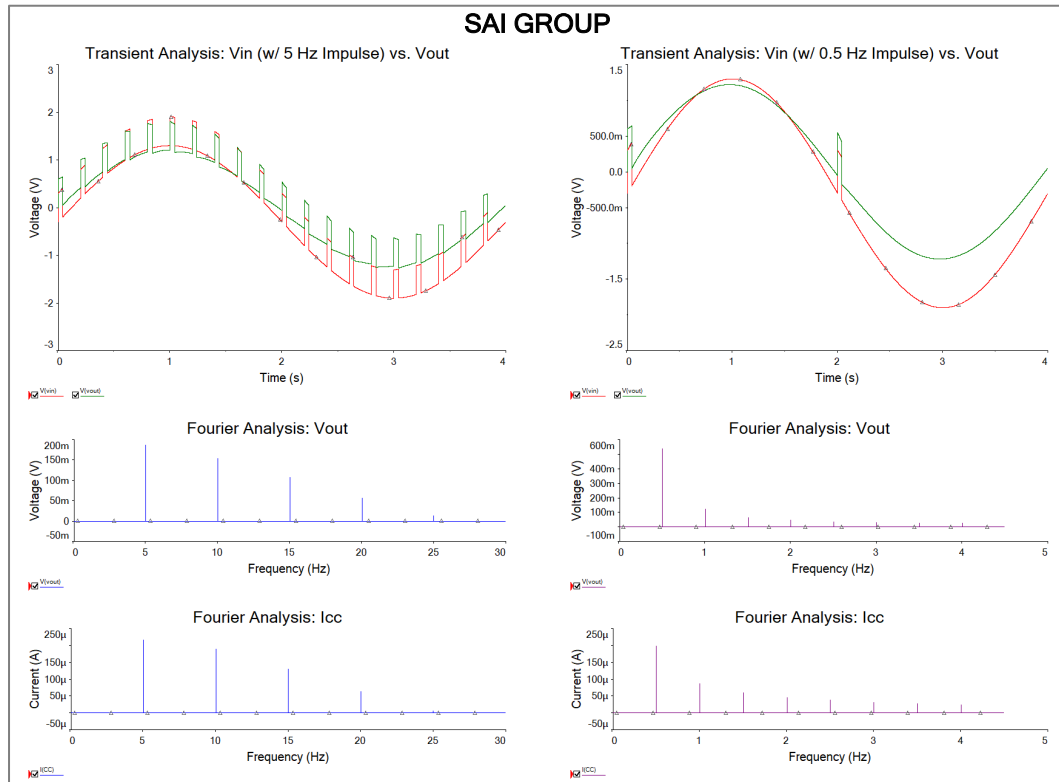 SAI GROUP
Transient Analysis: Vin (w/ 5 Hz Impulse) vs. Vout
3
2
1
0
-1
-2
-3
Voltage (V)
0 1 2 3 4
Time (s)
V(vin) V(vout)
Transient Analysis: Vin (w/ 0.5 Hz Impulse) vs. Vout
1.5
500.0m
0.0
-500.0m
-1.5
-2.5
Voltage (V)
0 1 2 3 4
Time (s)
V(vin) V(vout)
Fourier Analysis: Vout
200m
150m
100m
50m
0
-50m
Voltage (V)
0 5 10 15 20 25 30
Frequency (Hz)
V(vout)
Fourier Analysis: Vout
600m
400m
300m
200m
100m
-100m
Voltage (V)
0 1 2 3 4 5
Frequency (Hz)
V(vout)
Fourier Analysis: Icc
250µ
150µ
100µ
50µ
-50µ
Current (A)
0 5 10 15 20 25 30
Frequency (Hz)
I(CC)
Fourier Analysis: Icc
250µ
150µ
100µ
50µ
-50µ
Current (A)
0 1 2 3 4 5
Frequency (Hz)
I(CC)